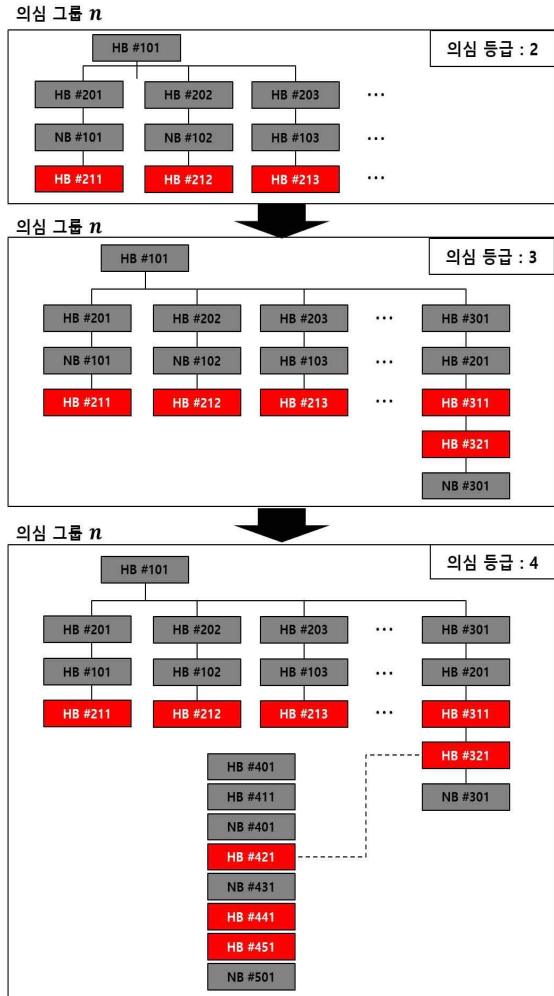 의심 그룹 n
HB #101 의심 등급 : 2
HB #201 HB #202 HB #203 ···
NB #101 NB #102 HB #103 ···
HB #211 HB #212 HB #213 ···
의심 그룹 n
HB #101 의심 등급 : 3
HB #201 HB #202 HB #203 ··· HB #301
NB #101 NB #102 HB #103 ··· HB #201
HB #211 HB #212 HB #213 ··· HB #311
HB #321
NB #301
의심 그룹 n
HB #101 의심 등급 : 4
HB #201 HB #202 HB #203 ··· HB #301
HB #101 HB #102 HB #103 ··· HB #201
HB #211 HB #212 HB #213 ··· HB #311
HB #321
HB #401
NB #301
HB #411
NB #401
HB #421
NB #431
HB #441
HB #451
NB #501